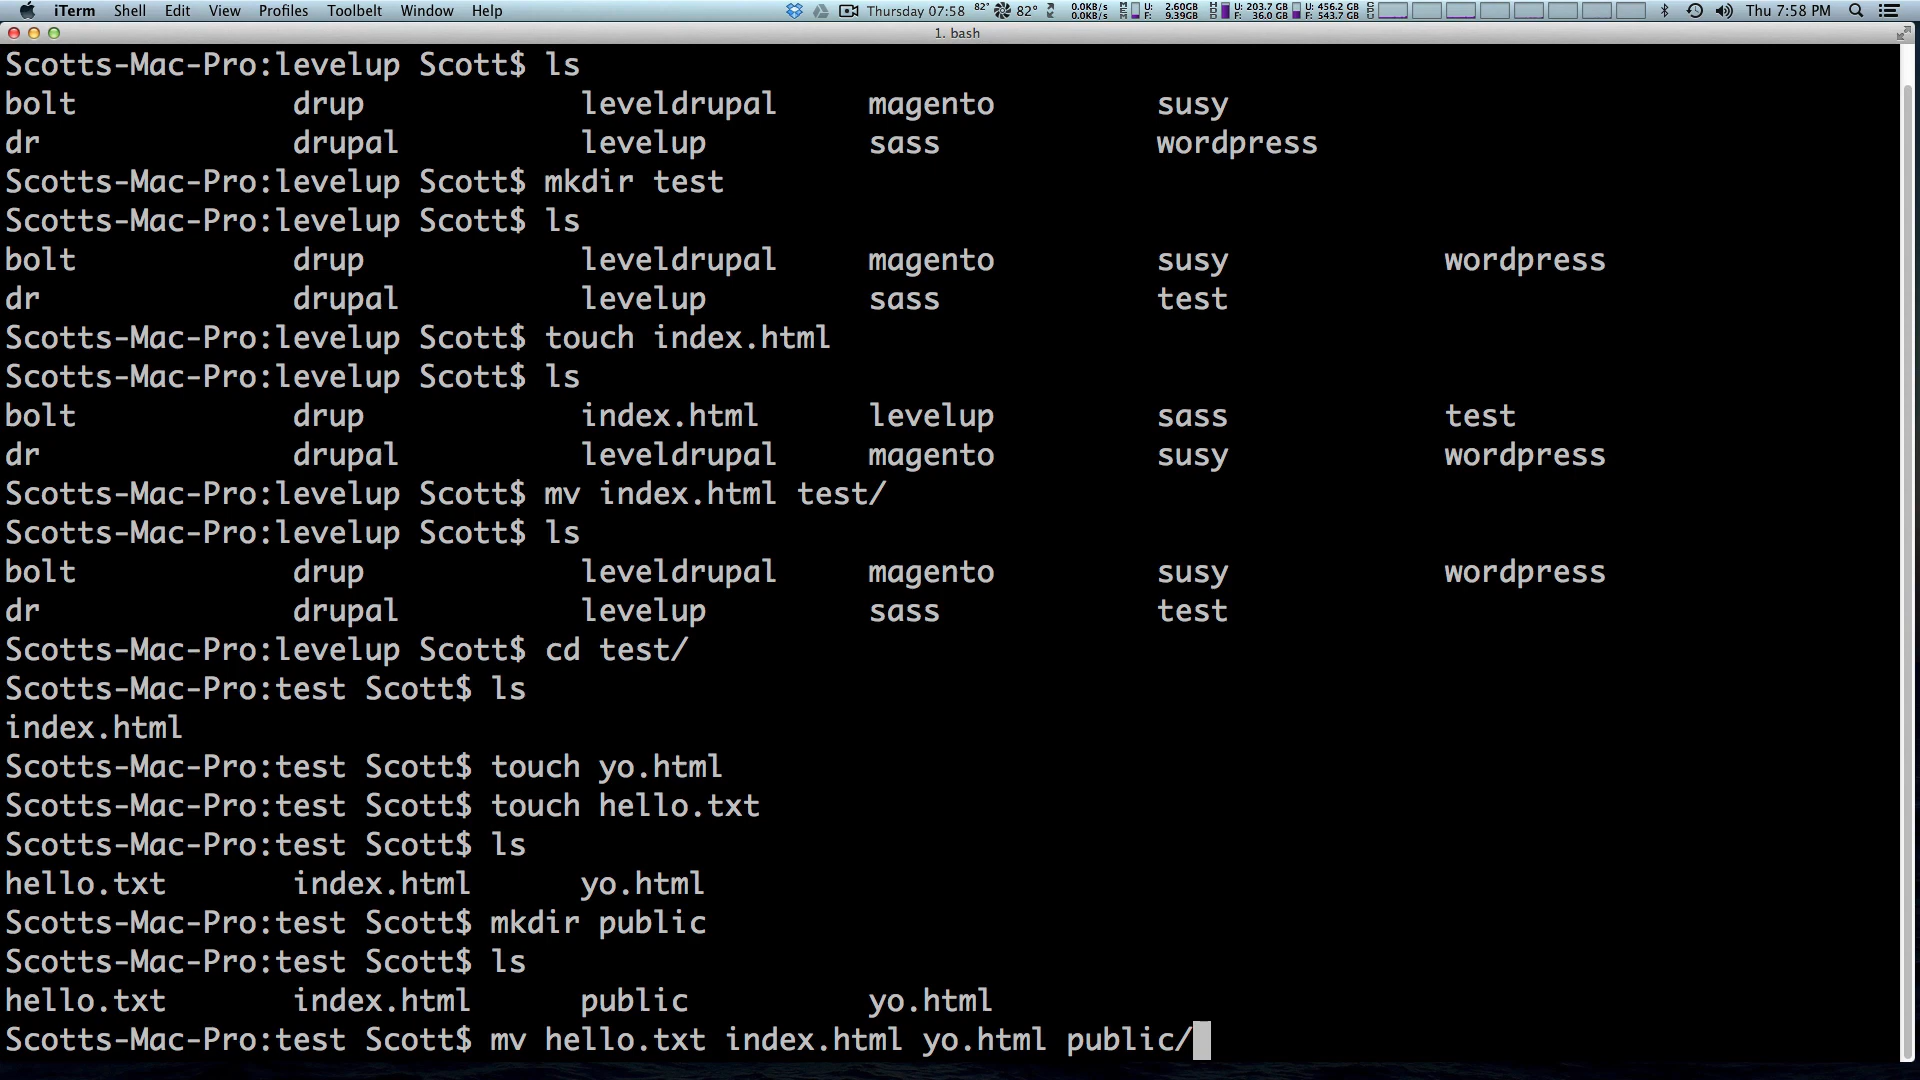 iTerm Shell Edit View Profiles Toolbelt Window Help Thursday 07:58 82° 82° 0.0KB/s 0.0KB/s U: 2.60GB F: 9.39GB U: 203.7 GB F: 36.0 GB U: 456.2 GB F: 543.7 GB Thu 7:58 PM
1. bash
Scotts-Mac-Pro:levelup Scott$ ls
bolt drup leveldrupal magento susy
dr drupal levelup sass wordpress
Scotts-Mac-Pro:levelup Scott$ mkdir test
Scotts-Mac-Pro:levelup Scott$ ls
bolt drup leveldrupal magento susy wordpress
dr drupal levelup sass test
Scotts-Mac-Pro:levelup Scott$ touch index.html
Scotts-Mac-Pro:levelup Scott$ ls
bolt drup index.html levelup sass test
dr drupal leveldrupal magento susy wordpress
Scotts-Mac-Pro:levelup Scott$ mv index.html test/
Scotts-Mac-Pro:levelup Scott$ ls
bolt drup leveldrupal magento susy wordpress
dr drupal levelup sass test
Scotts-Mac-Pro:levelup Scott$ cd test/
Scotts-Mac-Pro:test Scott$ ls
index.html
Scotts-Mac-Pro:test Scott$ touch yo.html
Scotts-Mac-Pro:test Scott$ touch hello.txt
Scotts-Mac-Pro:test Scott$ ls
hello.txt index.html yo.html
Scotts-Mac-Pro:test Scott$ mkdir public
Scotts-Mac-Pro:test Scott$ ls
hello.txt index.html public yo.html
Scotts-Mac-Pro:test Scott$ mv hello.txt index.html yo.html public/